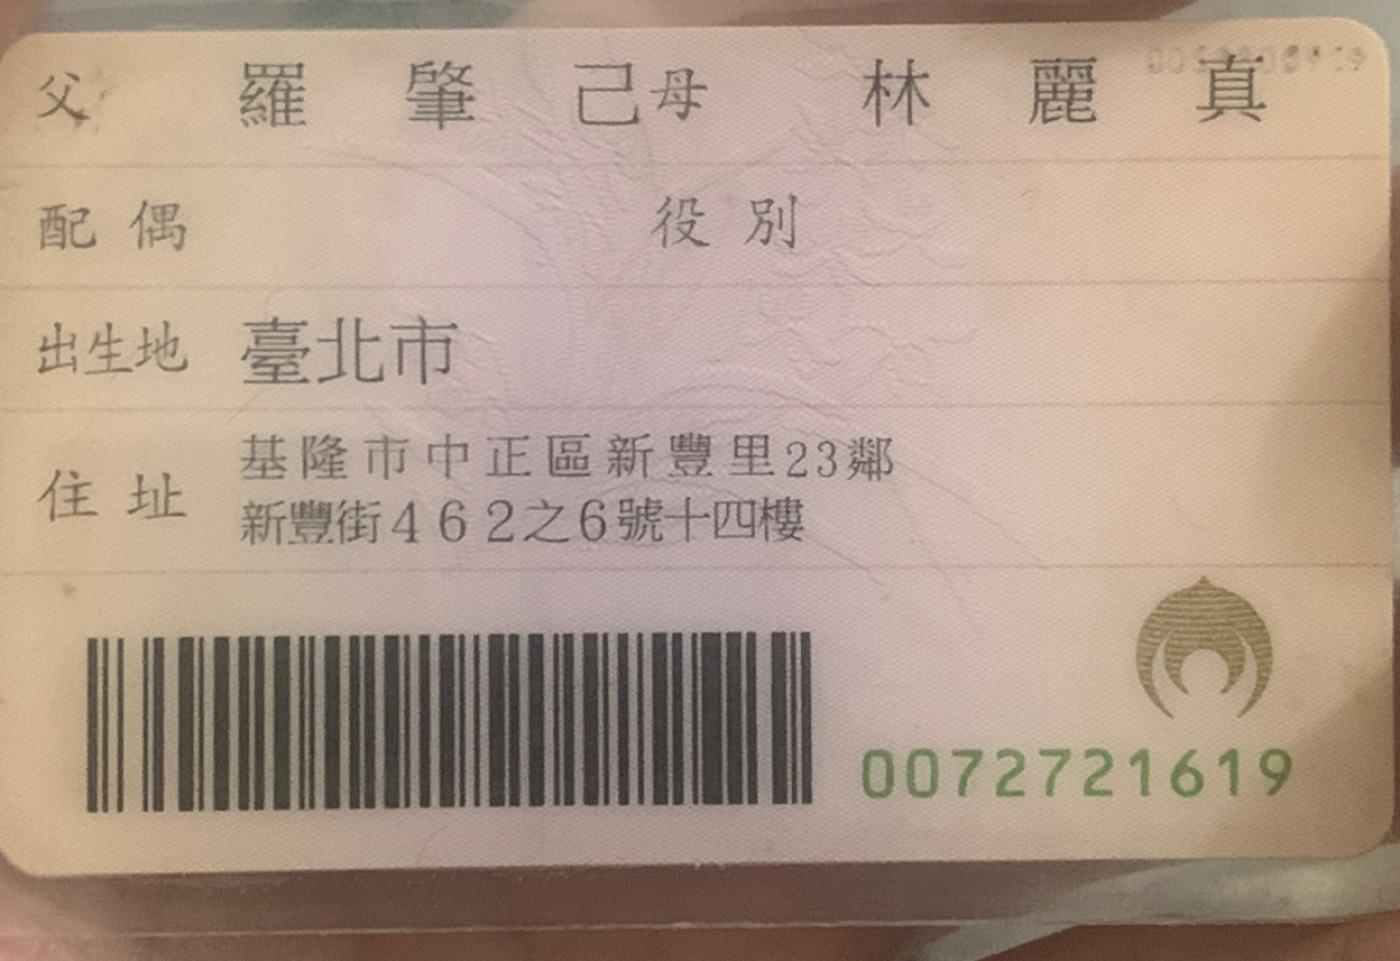 父 羅肇己 母 林麗真
配偶 役別
出生地 臺北市
住址 基隆市中正區新豐里23鄰
新豐街462之6號十四樓
0072721619